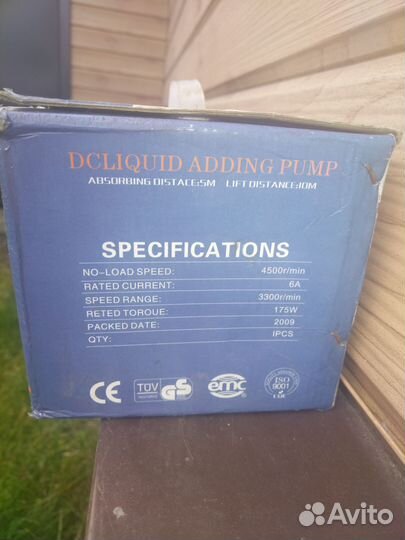 DCLIQUID ADDING PUMP
ABSORBING DISTACE:5M LIFT DISTANCE:10M
SPECIFICATIONS
NO-LOAD SPEED: 4500r/min
RATED CURRENT: 6A
SPEED RANGE: 3300r/min
RETED TOROUE: 175W
PACKED DATE: 2009
QTY: IPCS
CE TÜV GS emc ISO
9001
Avito